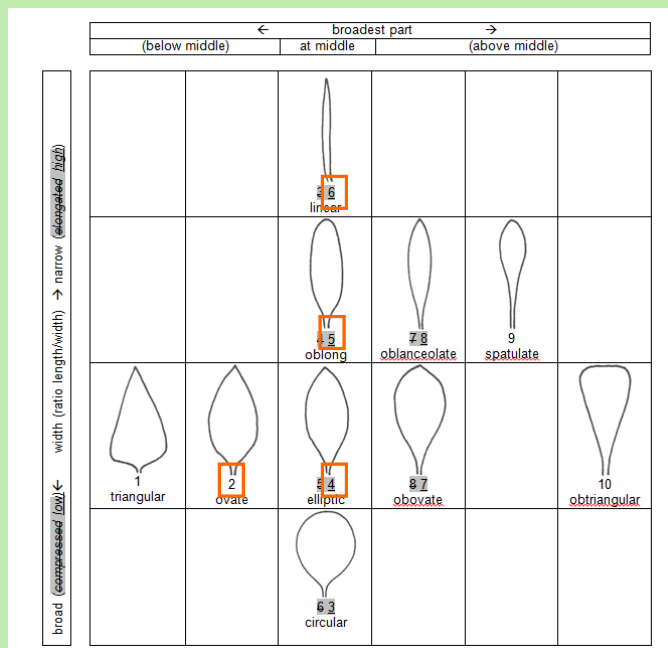 ← broadest part →
(below middle) at middle (above middle)
broad (compressed low)← width (ratio length/width) → narrow (elongated high)
3 6
linear
4 5 7 8 9
oblong oblanceolate spatulate
1 2 5 4 8 7 10
triangular ovate elliptic obovate obtriangular
6 3
circular